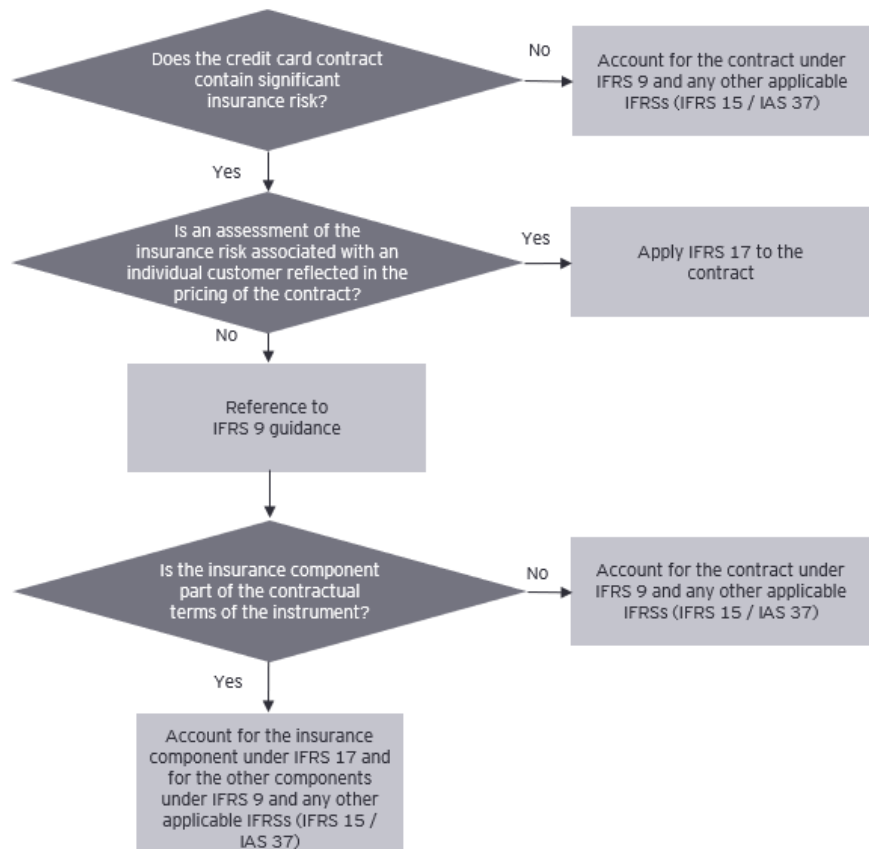 Does the credit card contract
contain significant
insurance risk?
No
Account for the contract under
IFRS 9 and any other applicable
IFRSs (IFRS 15 / IAS 37)
Yes
Is an assessment of the
insurance risk associated with an
individual customer reflected in the
pricing of the contract?
Yes
Apply IFRS 17 to the
contract
No
Reference to
IFRS 9 guidance
Is the insurance component
part of the contractual
terms of the instrument?
No
Account for the contract under
IFRS 9 and any other applicable
IFRSs (IFRS 15 / IAS 37)
Yes
Account for the insurance
component under IFRS 17 and
for the other components
under IFRS 9 and any other
applicable IFRSs (IFRS 15 /
IAS 37)